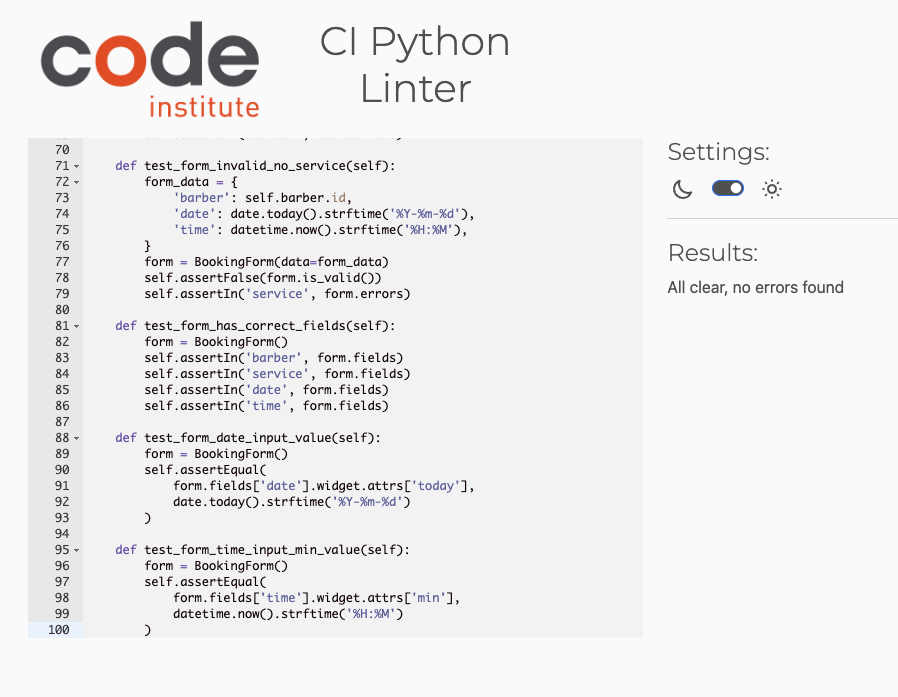 code
institute
CI Python
Linter
70
71 def test_form_invalid_no_service(self):
72 form_data = {
73 'barber': self.barber.id,
74 'date': date.today().strftime('%Y-%m-%d'),
75 'time': datetime.now().strftime('%H:%M'),
76 }
77 form = BookingForm(data=form_data)
78 self.assertFalse(form.is_valid())
79 self.assertIn('service', form.errors)
80
81 def test_form_has_correct_fields(self):
82 form = BookingForm()
83 self.assertIn('barber', form.fields)
84 self.assertIn('service', form.fields)
85 self.assertIn('date', form.fields)
86 self.assertIn('time', form.fields)
87
88 def test_form_date_input_value(self):
89 form = BookingForm()
90 self.assertEqual(
91 form.fields['date'].widget.attrs['today'],
92 date.today().strftime('%Y-%m-%d')
93 )
94
95 def test_form_time_input_min_value(self):
96 form = BookingForm()
97 self.assertEqual(
98 form.fields['time'].widget.attrs['min'],
99 datetime.now().strftime('%H:%M')
100 )
Settings:
Results:
All clear, no errors found